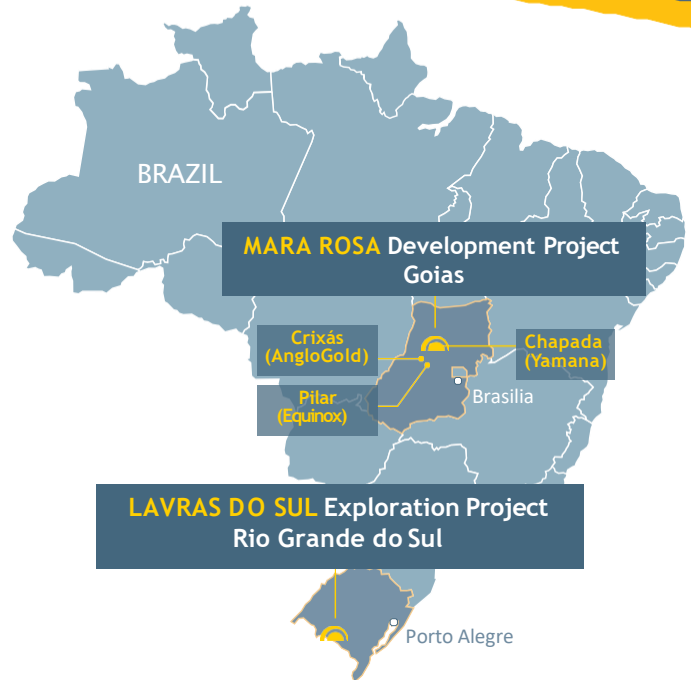 BRAZIL
MARA ROSA Development Project
Goias
Crixás
(AngloGold)
Chapada
(Yamana)
Pilar
(Equinox)
Brasilia
LAVRAS DO SUL Exploration Project
Rio Grande do Sul
Porto Alegre